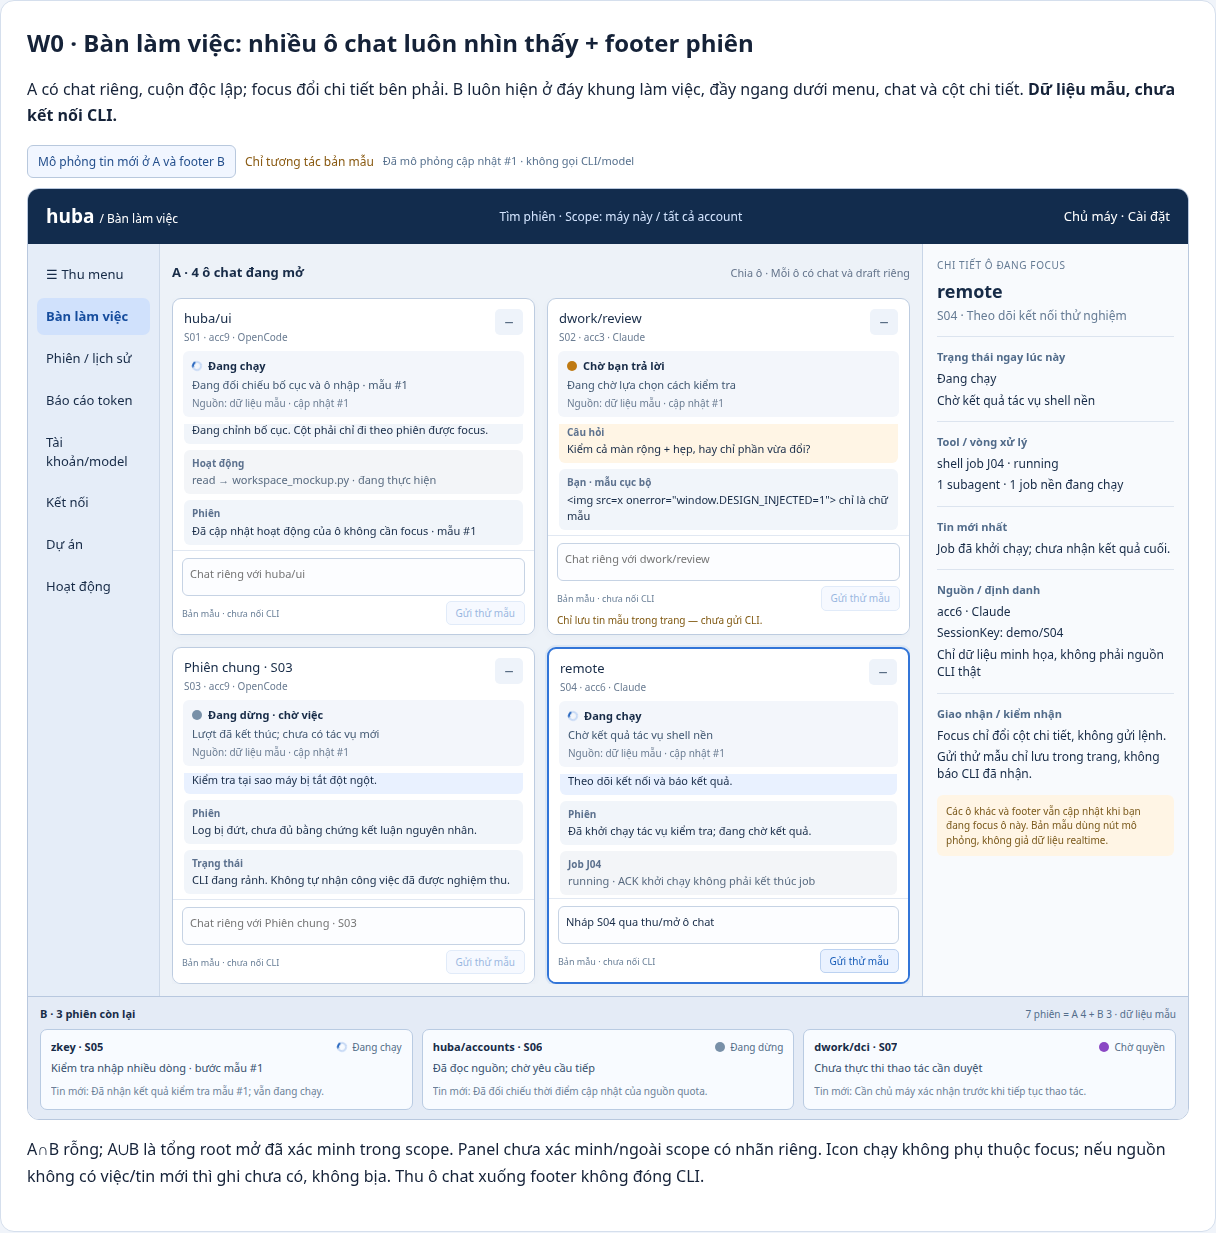 W0 · Bàn làm việc: nhiều ô chat luôn nhìn thấy + footer phiên
A có chat riêng, cuộn độc lập; focus đổi chi tiết bên phải. B luôn hiện ở đáy khung làm việc, đầy ngang dưới menu, chat và cột chi tiết. Dữ liệu mẫu, chưa
kết nối CLI.
Mô phỏng tin mới ở A và footer B
Chỉ tương tác bản mẫu
Đã mô phỏng cập nhật #1 · không gọi CLI/model
huba / Bàn làm việc
Tìm phiên · Scope: máy này / tất cả account
Chủ máy · Cài đặt
☰ Thu menu
Bàn làm việc
Phiên / lịch sử
Báo cáo token
Tài
khoản/model
Kết nối
Dự án
Hoạt động
A · 4 ô chat đang mở
Chia ô · Mỗi ô có chat và draft riêng
huba/ui
–
S01 · acc9 · OpenCode
Đang chạy
Đang đối chiếu bố cục và ô nhập · mẫu #1
Nguồn: dữ liệu mẫu · cập nhật #1
Đang chỉnh bố cục. Cột phải chỉ đi theo phiên được focus.
Hoạt động
read → workspace_mockup.py · đang thực hiện
Phiên
Đã cập nhật hoạt động của ô không cần focus · mẫu #1
Chat riêng với huba/ui
Bản mẫu · chưa nối CLI
Gửi thử mẫu
dwork/review
–
S02 · acc3 · Claude
Chờ bạn trả lời
Đang chờ lựa chọn cách kiểm tra
Nguồn: dữ liệu mẫu · cập nhật #1
Câu hỏi
Kiểm cả màn rộng + hẹp, hay chỉ phần vừa đổi?
Bạn · mẫu cục bộ
<img src=x onerror="window.DESIGN_INJECTED=1"> chỉ là chữ
mẫu
Chat riêng với dwork/review
Bản mẫu · chưa nối CLI
Gửi thử mẫu
Chỉ lưu tin mẫu trong trang — chưa gửi CLI.
Phiên chung · S03
–
S03 · acc9 · OpenCode
Đang dừng · chờ việc
Lượt đã kết thúc; chưa có tác vụ mới
Nguồn: dữ liệu mẫu · cập nhật #1
Kiểm tra tại sao máy bị tắt đột ngột.
Phiên
Log bị đứt, chưa đủ bằng chứng kết luận nguyên nhân.
Trạng thái
CLI đang rảnh. Không tự nhận công việc đã được nghiệm thu.
Chat riêng với Phiên chung · S03
Bản mẫu · chưa nối CLI
Gửi thử mẫu
remote
–
S04 · acc6 · Claude
Đang chạy
Chờ kết quả tác vụ shell nền
Nguồn: dữ liệu mẫu · cập nhật #1
Theo dõi kết nối và báo kết quả.
Phiên
Đã khởi chạy tác vụ kiểm tra; đang chờ kết quả.
Job J04
running · ACK khởi chạy không phải kết thúc job
Nháp S04 qua thu/mở ô chat
Bản mẫu · chưa nối CLI
Gửi thử mẫu
CHI TIẾT Ô ĐANG FOCUS
remote
S04 · Theo dõi kết nối thử nghiệm
Trạng thái ngay lúc này
Đang chạy
Chờ kết quả tác vụ shell nền
Tool / vòng xử lý
shell job J04 · running
1 subagent · 1 job nền đang chạy
Tin mới nhất
Job đã khởi chạy; chưa nhận kết quả cuối.
Nguồn / định danh
acc6 · Claude
SessionKey: demo/S04
Chỉ dữ liệu minh họa, không phải nguồn
CLI thật
Giao nhận / kiểm nhận
Focus chỉ đổi cột chi tiết, không gửi lệnh.
Gửi thử mẫu chỉ lưu trong trang, không
báo CLI đã nhận.
Các ô khác và footer vẫn cập nhật khi bạn
đang focus ô này. Bản mẫu dùng nút mô
phỏng, không giả dữ liệu realtime.
B · 3 phiên còn lại
7 phiên = A 4 + B 3 · dữ liệu mẫu
zkey · S05
Đang chạy
Kiểm tra nhập nhiều dòng · bước mẫu #1
Tin mới: Đã nhận kết quả kiểm tra mẫu #1; vẫn đang chạy.
huba/accounts · S06
Đang dừng
Đã đọc nguồn; chờ yêu cầu tiếp
Tin mới: Đã đối chiếu thời điểm cập nhật của nguồn quota.
dwork/dci · S07
Chờ quyền
Chưa thực thi thao tác cần duyệt
Tin mới: Cần chủ máy xác nhận trước khi tiếp tục thao tác.
A∩B rỗng; A∪B là tổng root mở đã xác minh trong scope. Panel chưa xác minh/ngoài scope có nhãn riêng. Icon chạy không phụ thuộc focus; nếu nguồn
không có việc/tin mới thì ghi chưa có, không bịa. Thu ô chat xuống footer không đóng CLI.